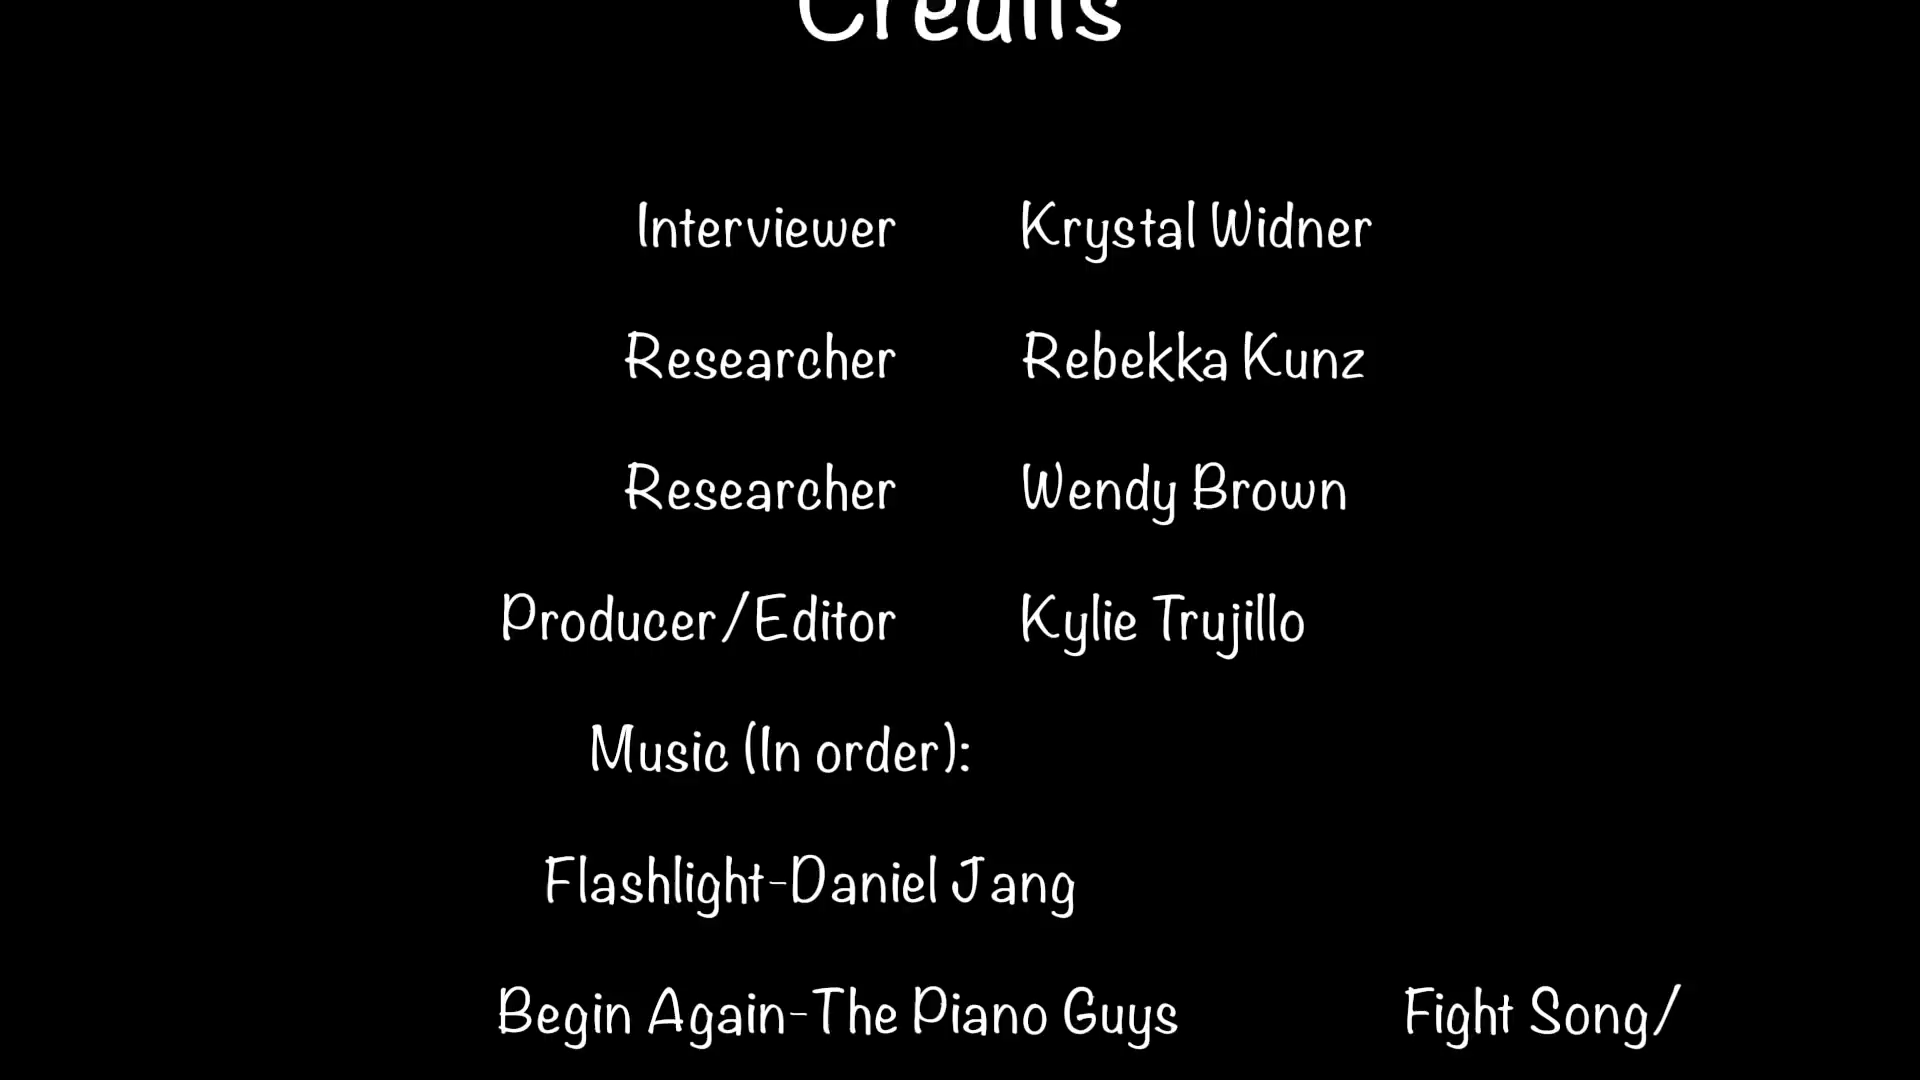 Credits
Interviewer Krystal Widner
Researcher Rebekka Kunz
Researcher Wendy Brown
Producer/Editor Kylie Trujillo
Music (In order):
Flashlight-Daniel Jang
Begin Again-The Piano Guys Fight Song/